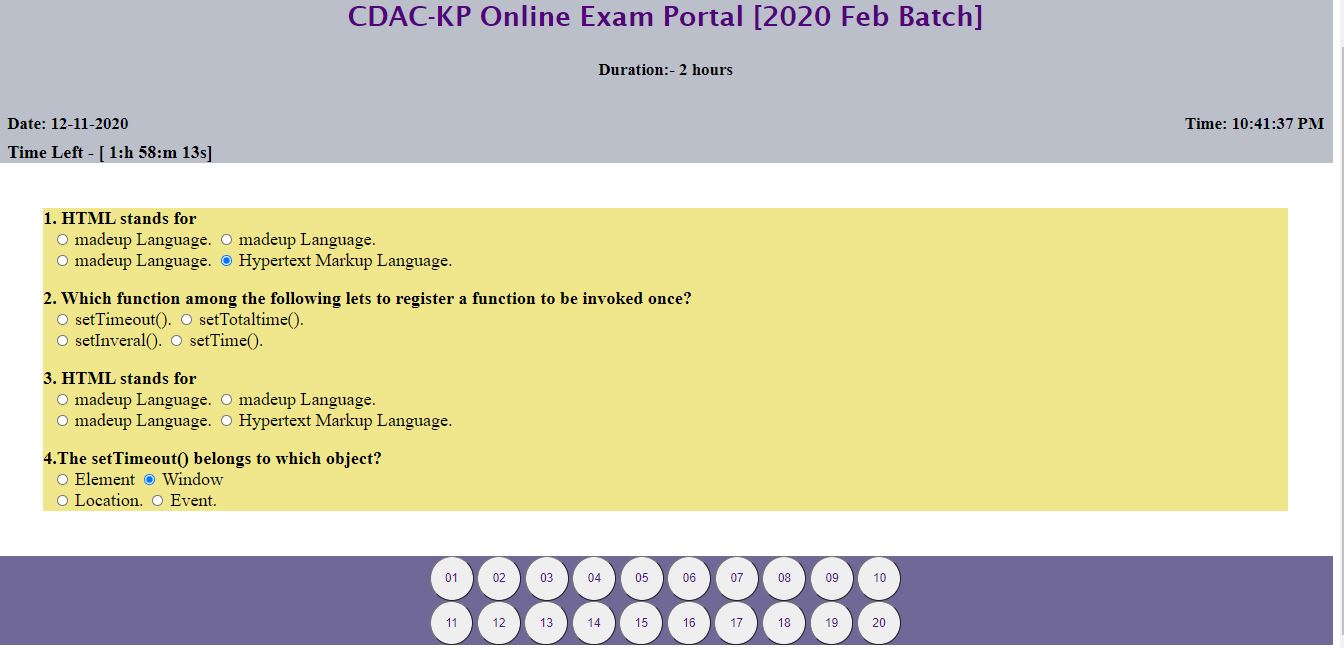 CDAC-KP Online Exam Portal [2020 Feb Batch]
Duration:- 2 hours
Date: 12-11-2020 Time: 10:41:37 PM
Time Left - [ 1:h 58:m 13s]
1. HTML stands for
madeup Language. madeup Language.
madeup Language. Hypertext Markup Language.
2. Which function among the following lets to register a function to be invoked once?
setTimeout(). setTotaltime().
setInveral(). setTime().
3. HTML stands for
madeup Language. madeup Language.
madeup Language. Hypertext Markup Language.
4.The setTimeout() belongs to which object?
Element Window
Location. Event.
01 02 03 04 05 06 07 08 09 10
11 12 13 14 15 16 17 18 19 20